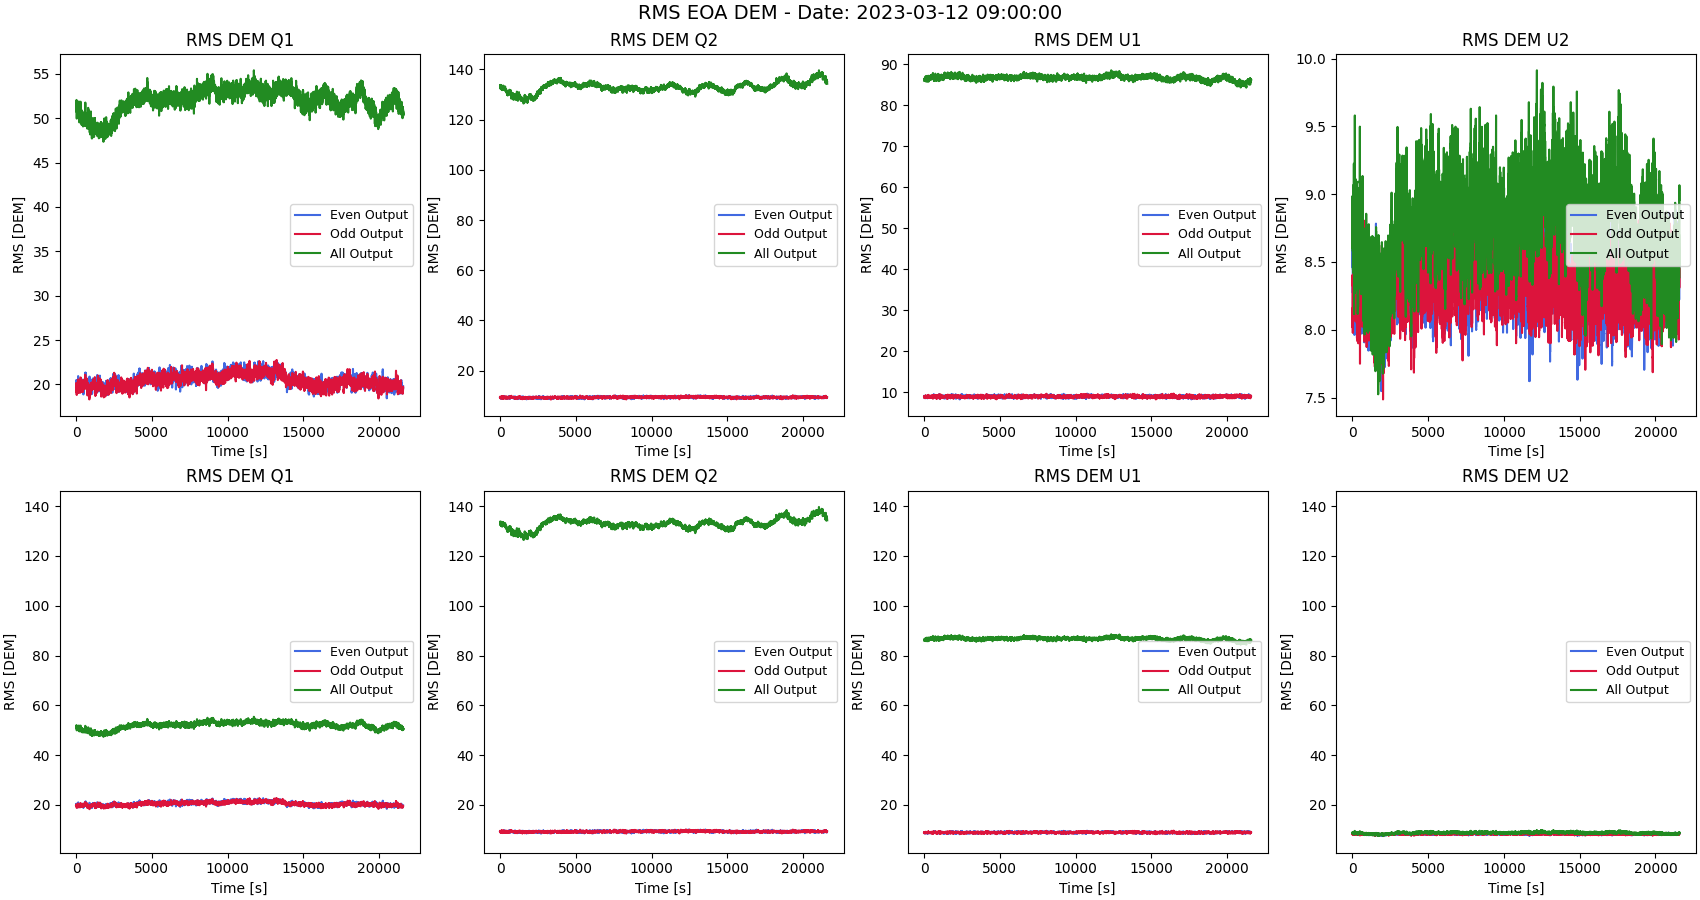 RMS EOA DEM - Date: 2023-03-12 09:00:00
RMS DEM Q1
RMS [DEM]
55
50
45
40
35
30
25
20
0 5000 10000 15000 20000
Time [s]
Even Output
Odd Output
All Output
RMS DEM Q2
RMS [DEM]
140
120
100
80
60
40
20
0 5000 10000 15000 20000
Time [s]
Even Output
Odd Output
All Output
RMS DEM U1
RMS [DEM]
90
80
70
60
50
40
30
20
10
0 5000 10000 15000 20000
Time [s]
Even Output
Odd Output
All Output
RMS DEM U2
RMS [DEM]
10.0
9.5
9.0
8.5
8.0
7.5
0 5000 10000 15000 20000
Time [s]
Even Output
Odd Output
All Output
RMS DEM Q1
RMS [DEM]
140
120
100
80
60
40
20
0 5000 10000 15000 20000
Time [s]
Even Output
Odd Output
All Output
RMS DEM Q2
RMS [DEM]
140
120
100
80
60
40
20
0 5000 10000 15000 20000
Time [s]
Even Output
Odd Output
All Output
RMS DEM U1
RMS [DEM]
140
120
100
80
60
40
20
0 5000 10000 15000 20000
Time [s]
Even Output
Odd Output
All Output
RMS DEM U2
RMS [DEM]
140
120
100
80
60
40
20
0 5000 10000 15000 20000
Time [s]
Even Output
Odd Output
All Output